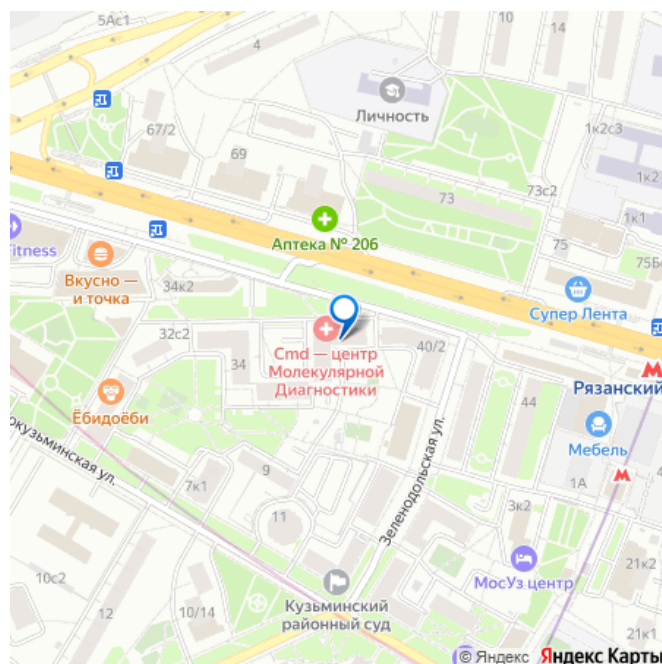 5Ас1
4
10
14
Личность
67/2
69
1к2с3
1к2
73
73с2
1к1
Аптека № 206
75
75Бс
Fitness
Вкусно —
и точка
34к2
Супер Лента
32с2
34
Cmd — центр
Молекулярной
Диагностики
40/2
Рязанский
44
Ёбидоёби
Мебель
окузьминская ул.
Зеленодольская ул.
9
7к1
1А
4
11
3к2
10с2
МосУз центр
21к2
12
10/14
Кузьминский
районный суд
21к1
© Яндекс Яндекс Карты